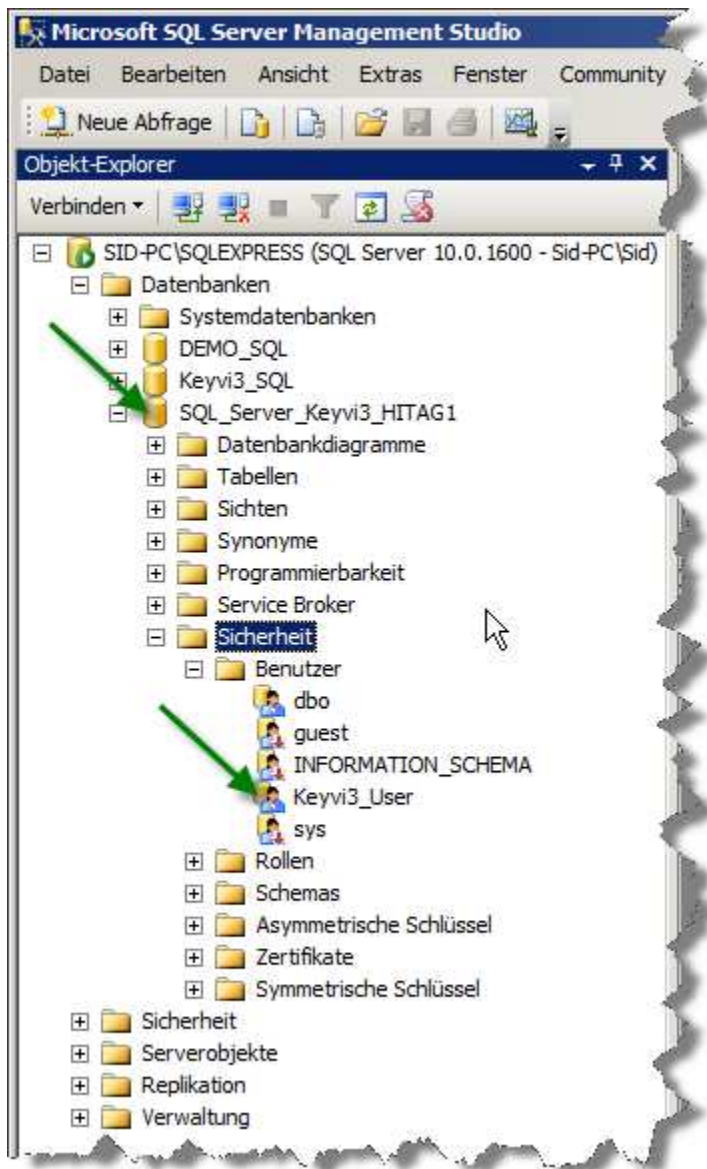 Microsoft SQL Server Management Studio
Datei Bearbeiten Ansicht Extras Fenster Community
Neue Abfrage
Objekt-Explorer
Verbinden
SID-PC\SQLEXPRESS (SQL Server 10.0.1600 - Sid-PC\Sid)
Datenbanken
Systemdatenbanken
DEMO_SQL
Keyvi3_SQL
SQL_Server_Keyvi3_HITAG1
Datenbankdiagramme
Tabellen
Sichten
Synonyme
Programmierbarkeit
Service Broker
Sicherheit
Benutzer
dbo
guest
INFORMATION_SCHEMA
Keyvi3_User
sys
Rollen
Schemas
Asymmetrische Schlüssel
Zertifikate
Symmetrische Schlüssel
Sicherheit
Serverobjekte
Replikation
Verwaltung